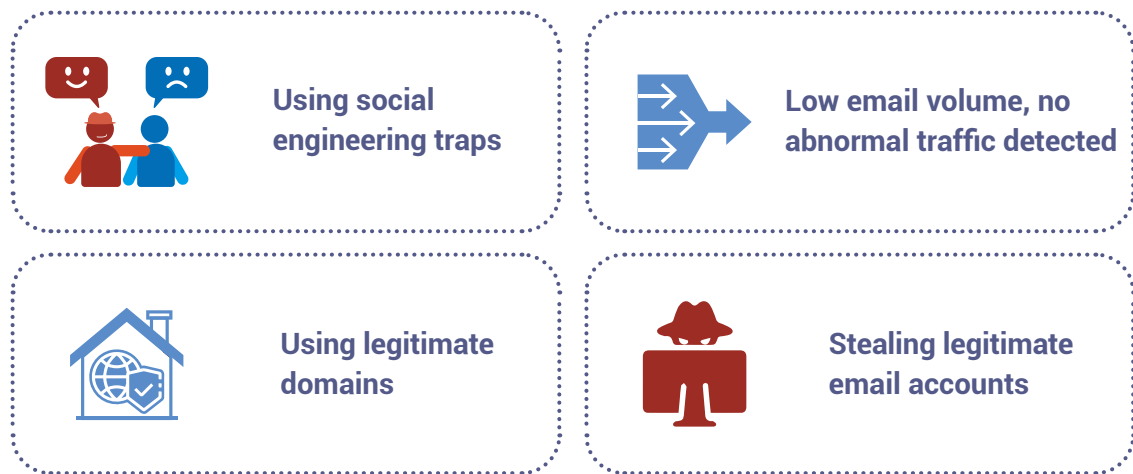 Using social
engineering traps
Low email volume, no
abnormal traffic detected
Using legitimate
domains
Stealing legitimate
email accounts